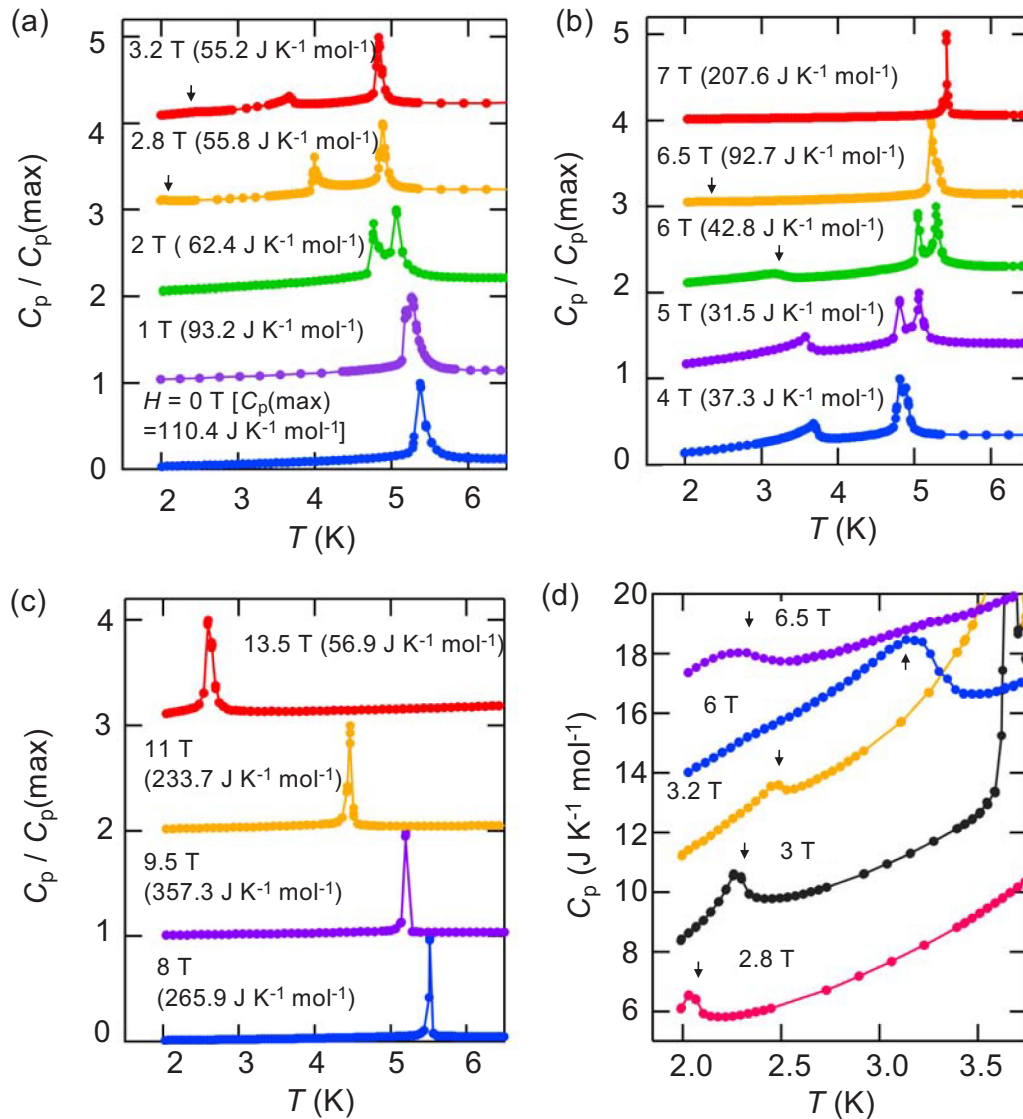 (a)
5
4
3
2
1
0
C_p / C_p(max)
3.2 T (55.2 J K⁻¹ mol⁻¹)
2.8 T (55.8 J K⁻¹ mol⁻¹)
2 T ( 62.4 J K⁻¹ mol⁻¹)
1 T (93.2 J K⁻¹ mol⁻¹)
H = 0 T [C_p(max)
=110.4 J K⁻¹ mol⁻¹]
2 3 4 5 6
T (K)
(b)
5
4
3
2
1
0
C_p / C_p(max)
7 T (207.6 J K⁻¹ mol⁻¹)
6.5 T (92.7 J K⁻¹ mol⁻¹)
6 T (42.8 J K⁻¹ mol⁻¹)
5 T (31.5 J K⁻¹ mol⁻¹)
4 T (37.3 J K⁻¹ mol⁻¹)
2 3 4 5 6
T (K)
(c)
4
3
2
1
0
C_p / C_p(max)
13.5 T (56.9 J K⁻¹ mol⁻¹)
11 T
(233.7 J K⁻¹ mol⁻¹)
9.5 T
(357.3 J K⁻¹ mol⁻¹)
8 T
(265.9 J K⁻¹ mol⁻¹)
2 3 4 5 6
T (K)
(d)
20
18
16
14
12
10
8
6
C_p (J K⁻¹ mol⁻¹)
6.5 T
6 T
3.2 T
3 T
2.8 T
2.0 2.5 3.0 3.5
T (K)